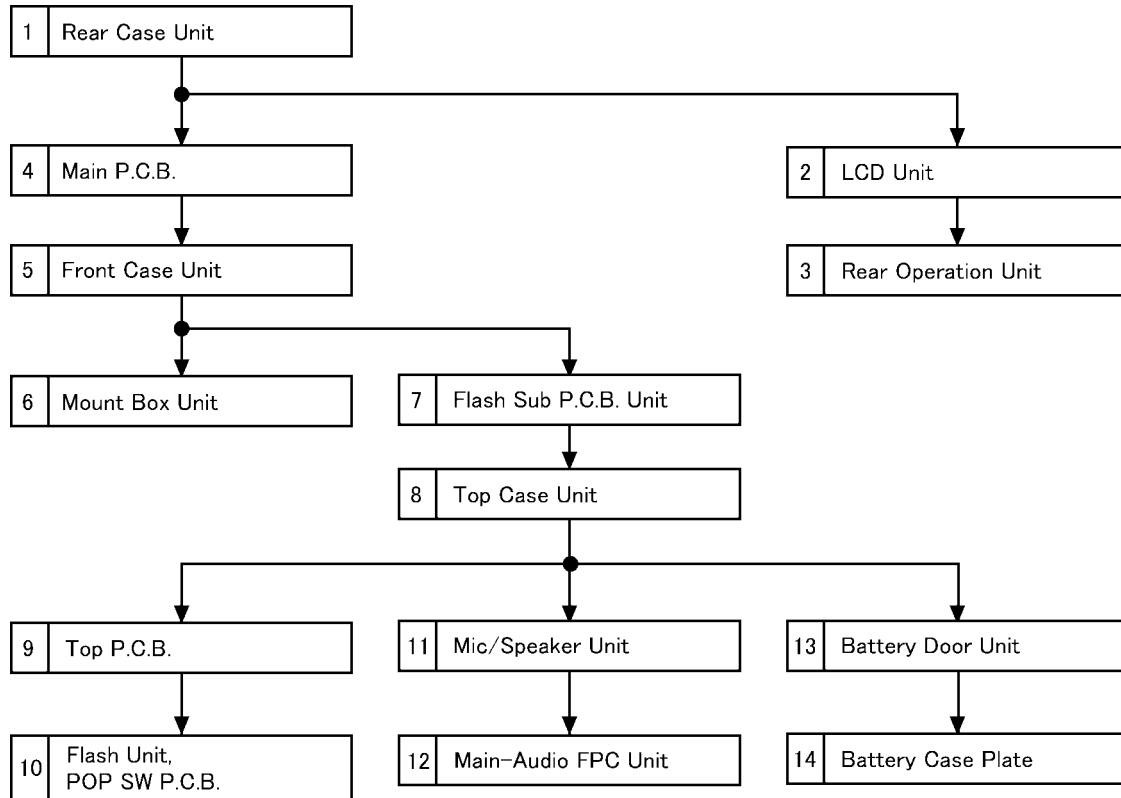 1 Rear Case Unit
4 Main P.C.B.
2 LCD Unit
5 Front Case Unit
3 Rear Operation Unit
6 Mount Box Unit
7 Flash Sub P.C.B. Unit
8 Top Case Unit
9 Top P.C.B.
11 Mic/Speaker Unit
13 Battery Door Unit
10 Flash Unit,
POP SW P.C.B.
12 Main-Audio FPC Unit
14 Battery Case Plate